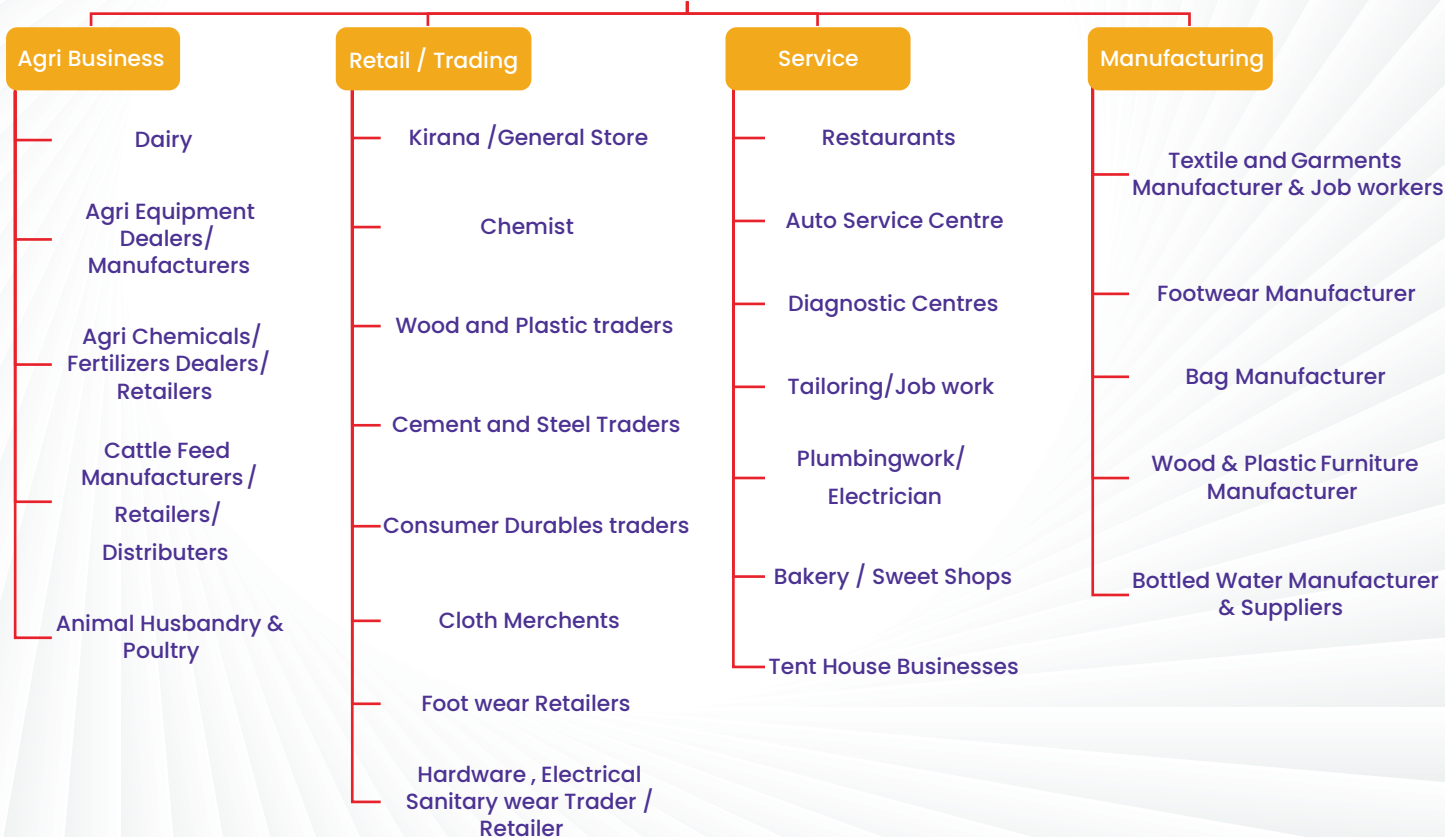 Agri Business
Dairy
Agri Equipment
Dealers/
Manufacturers
Agri Chemicals/
Fertilizers Dealers/
Retailers
Cattle Feed
Manufacturers /
Retailers/
Distributers
Animal Husbandry &
Poultry
Retail / Trading
Kirana /General Store
Chemist
Wood and Plastic traders
Cement and Steel Traders
Consumer Durables traders
Cloth Merchents
Foot wear Retailers
Hardware , Electrical
Sanitary wear Trader /
Retailer
Service
Restaurants
Auto Service Centre
Diagnostic Centres
Tailoring/Job work
Plumbingwork/
Electrician
Bakery / Sweet Shops
Tent House Businesses
Manufacturing
Textile and Garments
Manufacturer & Job workers
Footwear Manufacturer
Bag Manufacturer
Wood & Plastic Furniture
Manufacturer
Bottled Water Manufacturer
& Suppliers